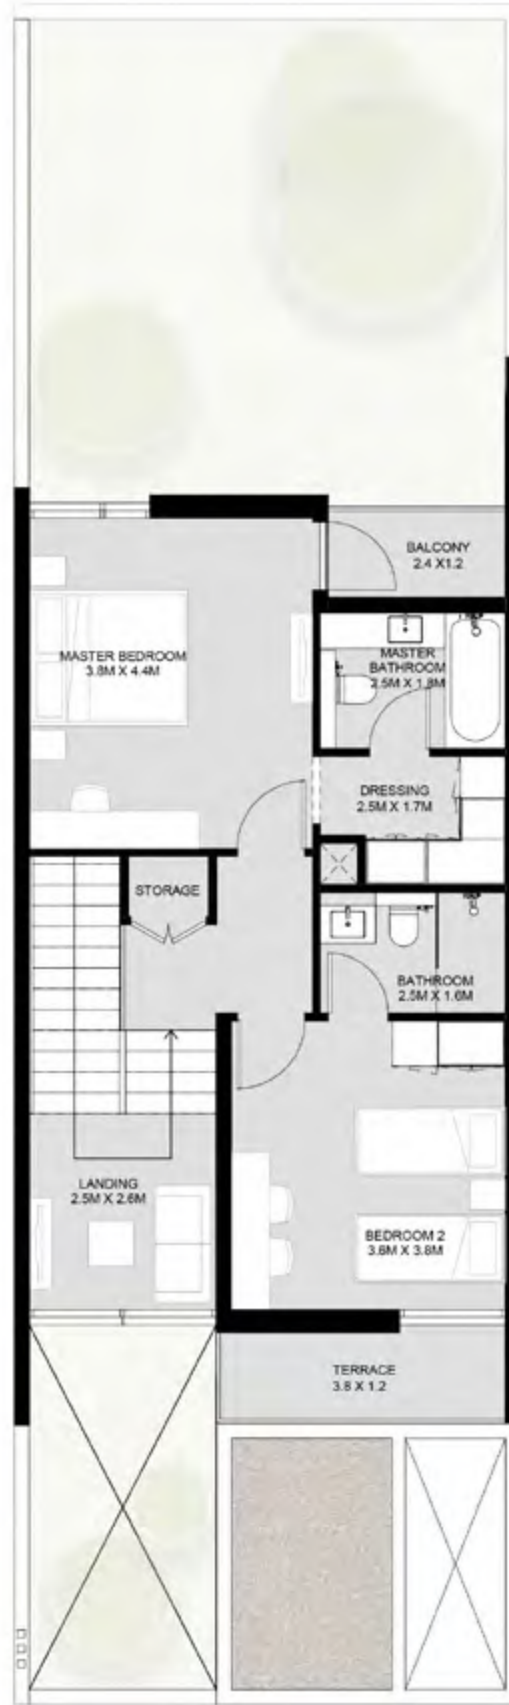 BALCONY
2.4 X1.2
MASTER BEDROOM
3.8M X 4.4M
MASTER
BATHROOM
2.5M X 1.8M
DRESSING
2.5M X 1.7M
STORAGE
BATHROOM
2.5M X 1.6M
LANDING
2.5M X 2.6M
BEDROOM 2
3.6M X 3.8M
TERRACE
3.8 X 1.2